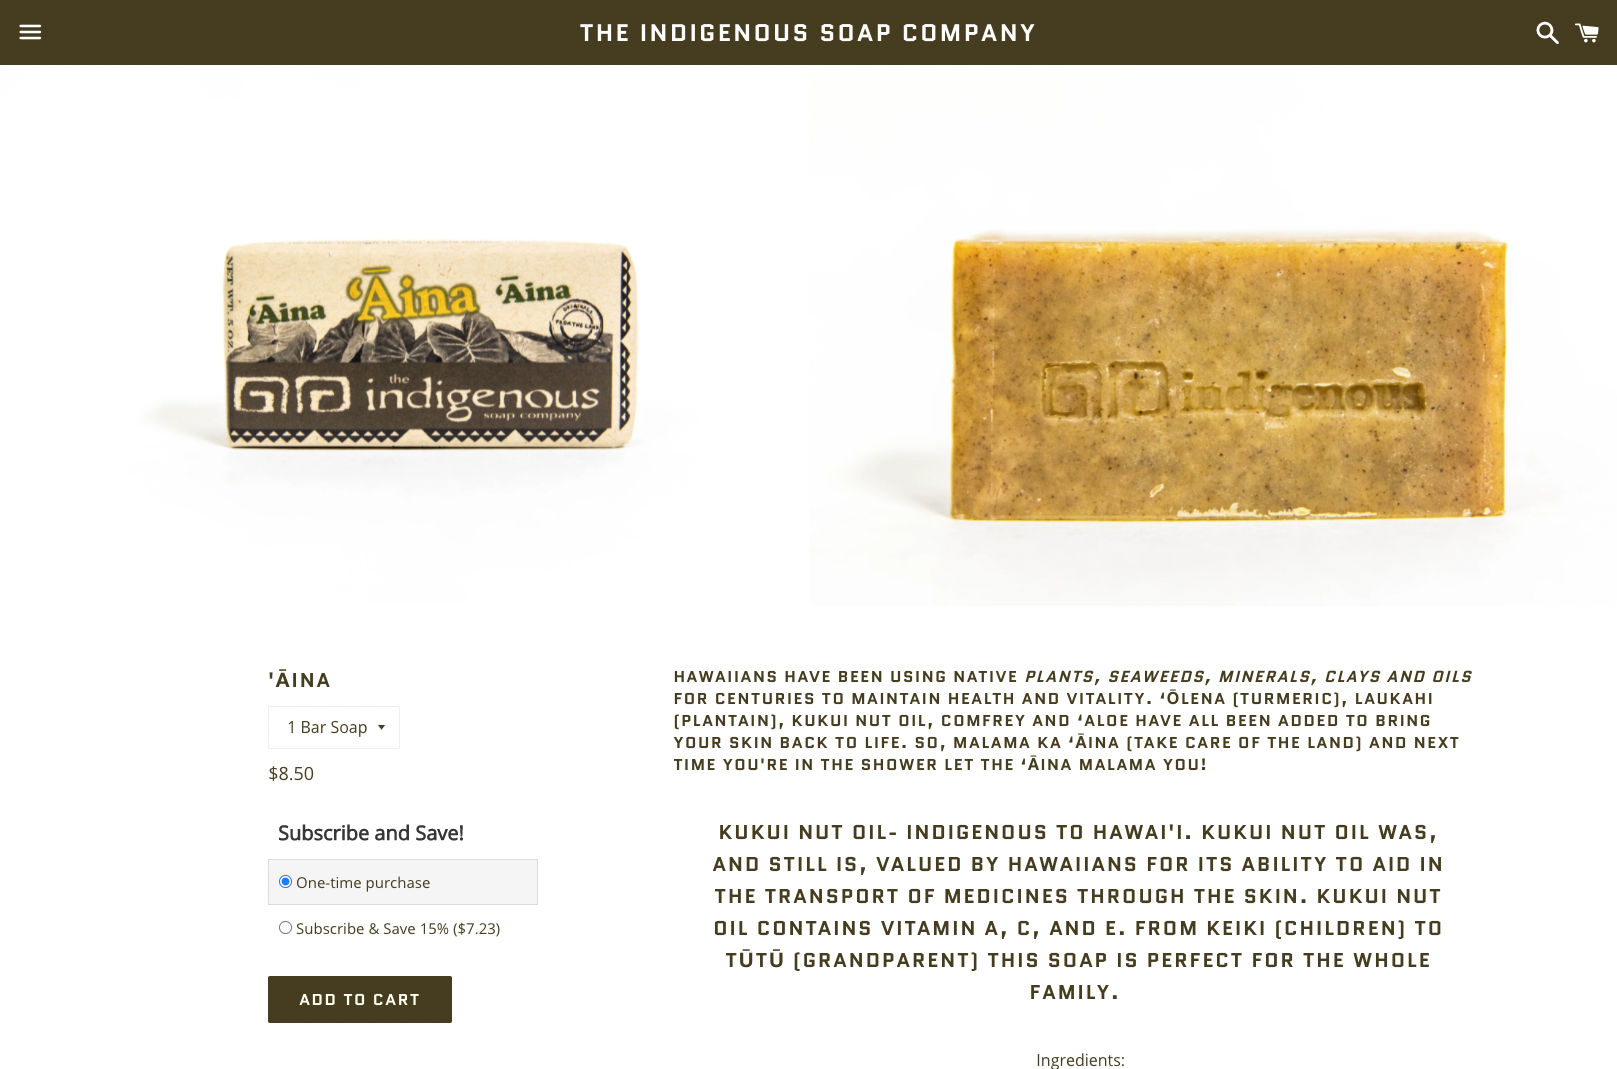 THE INDIGENOUS SOAP COMPANY
NET WT. 5 OZ.
ʻĀina
ʻĀina
ʻĀina
ORIGINAL
FROM THE LAND
the
indigenous
soap company
indigenous
'ĀINA
1 Bar Soap
$8.50
Subscribe and Save!
One-time purchase
Subscribe & Save 15% ($7.23)
ADD TO CART
HAWAIIANS HAVE BEEN USING NATIVE PLANTS, SEAWEEDS, MINERALS, CLAYS AND OILS
FOR CENTURIES TO MAINTAIN HEALTH AND VITALITY. ʻŌLENA (TURMERIC), LAUKAHI
(PLANTAIN), KUKUI NUT OIL, COMFREY AND ʻALOE HAVE ALL BEEN ADDED TO BRING
YOUR SKIN BACK TO LIFE. SO, MALAMA KA ʻĀINA (TAKE CARE OF THE LAND) AND NEXT
TIME YOU'RE IN THE SHOWER LET THE ʻĀINA MALAMA YOU!
KUKUI NUT OIL- INDIGENOUS TO HAWAI'I. KUKUI NUT OIL WAS,
AND STILL IS, VALUED BY HAWAIIANS FOR ITS ABILITY TO AID IN
THE TRANSPORT OF MEDICINES THROUGH THE SKIN. KUKUI NUT
OIL CONTAINS VITAMIN A, C, AND E. FROM KEIKI (CHILDREN) TO
TŪTŪ (GRANDPARENT) THIS SOAP IS PERFECT FOR THE WHOLE
FAMILY.
Ingredients: